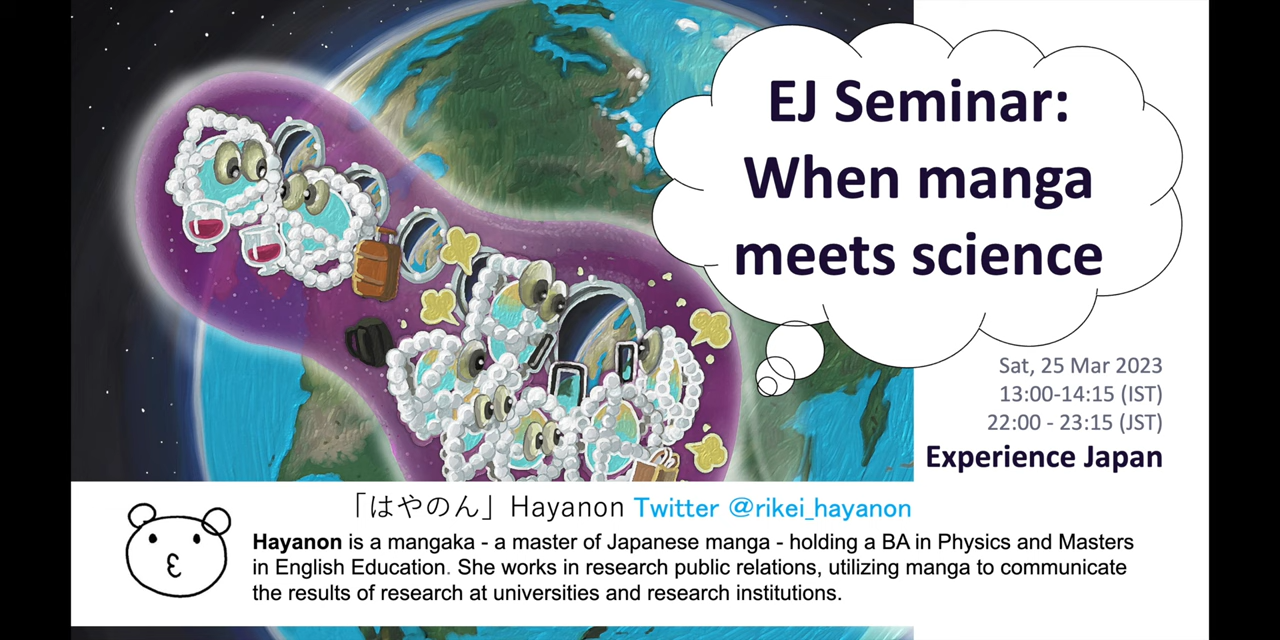 EJ Seminar:
When manga
meets science
Sat, 25 Mar 2023
13:00-14:15 (IST)
22:00 - 23:15 (JST)
Experience Japan
「はやのん」Hayanon Twitter @rikei_hayanon
Hayanon is a mangaka - a master of Japanese manga - holding a BA in Physics and Masters
in English Education. She works in research public relations, utilizing manga to communicate
the results of research at universities and research institutions.